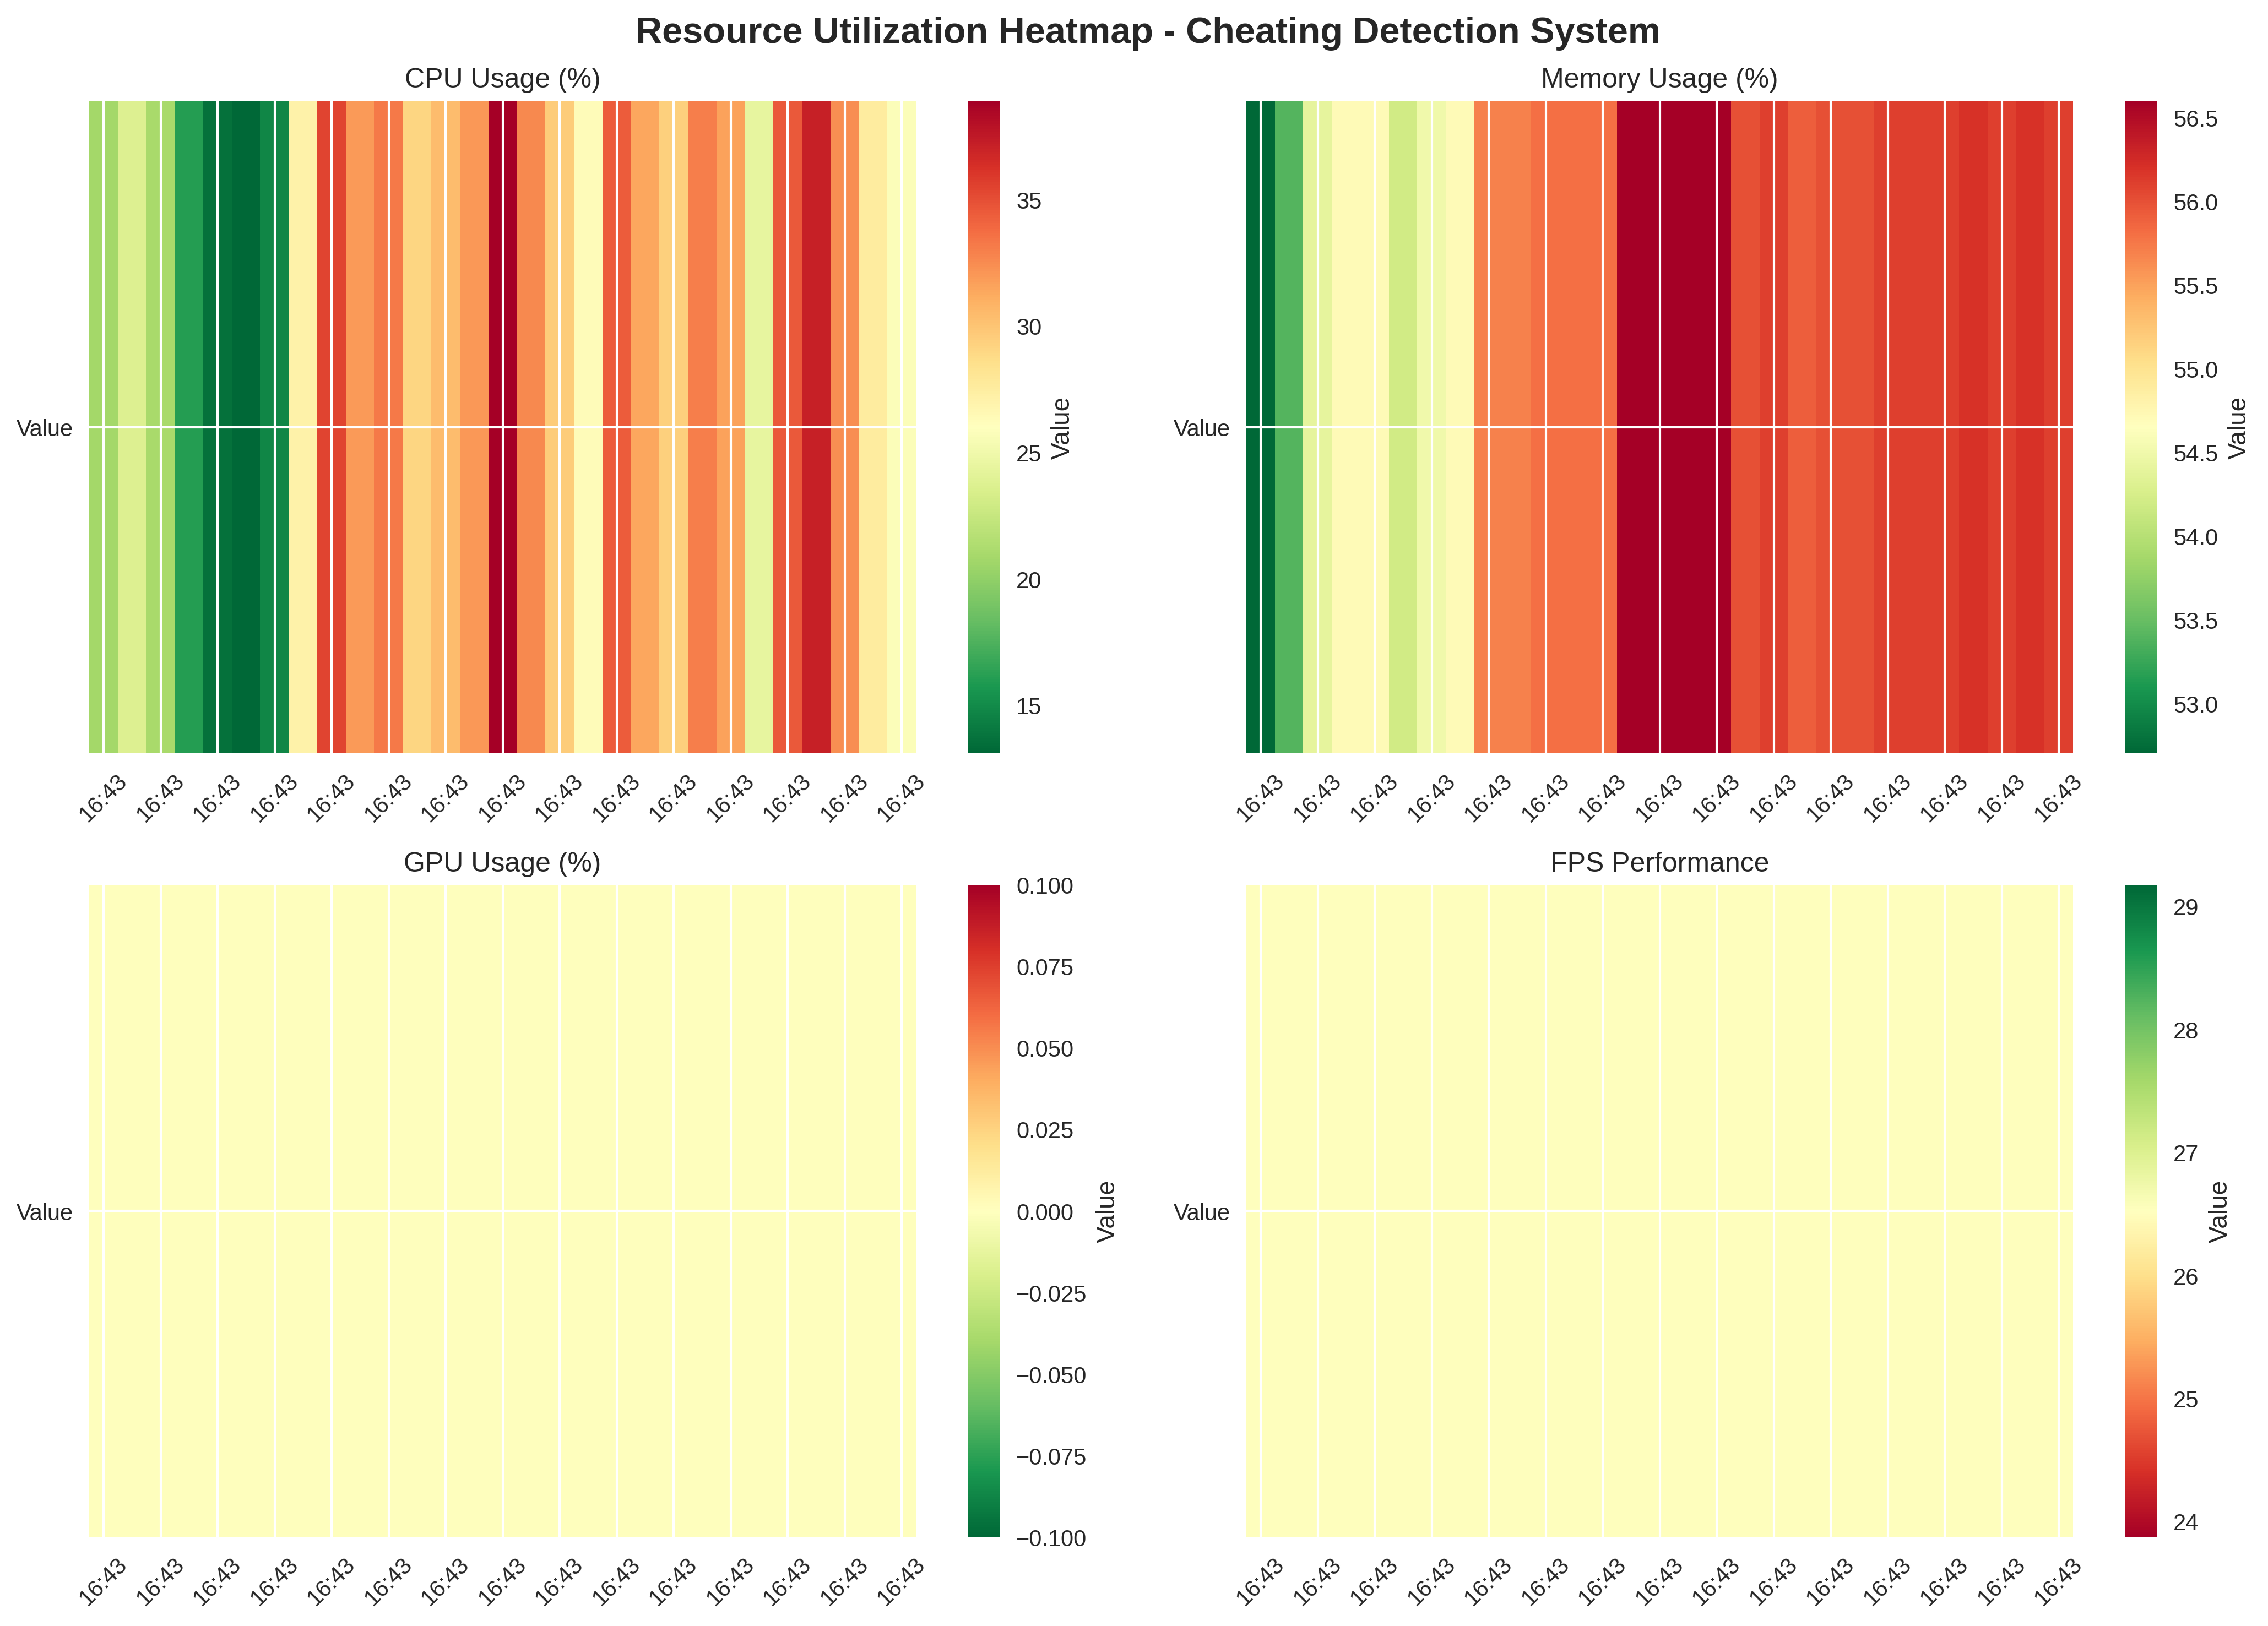 Resource Utilization Heatmap - Cheating Detection System
CPU Usage (%)
Value
16:43 16:43 16:43 16:43 16:43 16:43 16:43 16:43 16:43 16:43 16:43 16:43 16:43 16:43 16:43
35
30
25
20
15
Value
Memory Usage (%)
Value
16:43 16:43 16:43 16:43 16:43 16:43 16:43 16:43 16:43 16:43 16:43 16:43 16:43 16:43 16:43
56.5
56.0
55.5
55.0
54.5
54.0
53.5
53.0
Value
GPU Usage (%)
Value
16:43 16:43 16:43 16:43 16:43 16:43 16:43 16:43 16:43 16:43 16:43 16:43 16:43 16:43 16:43
0.100
0.075
0.050
0.025
0.000
−0.025
−0.050
−0.075
−0.100
Value
FPS Performance
Value
16:43 16:43 16:43 16:43 16:43 16:43 16:43 16:43 16:43 16:43 16:43 16:43 16:43 16:43 16:43
29
28
27
26
25
24
Value